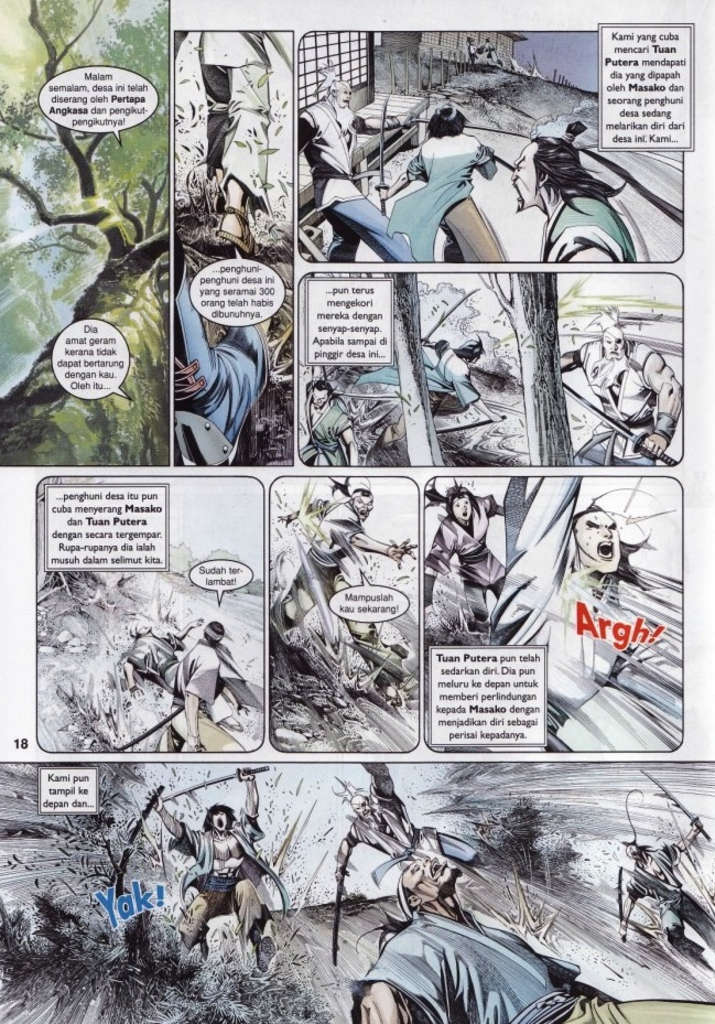 Malam
semalam, desa ini telah
diserang oleh Pertapa
Angkasa dan pengikut-
pengikutnya!
Dia
amat geram
kerana tidak
dapat bertarung
dengan kau.
Oleh itu...
...penghuni-
penghuni desa ini
yang seramai 300
orang telah habis
dibunuhnya.
Kami yang cuba
mencari Tuan
Putera mendapati
dia yang dipapah
oleh Masako dan
seorang penghuni
desa sedang
melarikan diri dari
desa ini. Kami...
...pun terus
mengekori
mereka dengan
senyap-senyap.
Apabila sampai di
pinggir desa ini...
...penghuni desa itu pun
cuba menyerang Masako
dan Tuan Putera
dengan secara tergempar.
Rupa-rupanya dia ialah
musuh dalam selimut kita.
Sudah ter-
lambat!
Mampuslah
kau sekarang!
Argh!
Tuan Putera pun telah
sedarkan diri. Dia pun
meluru ke depan untuk
memberi perlindungan
kepada Masako dengan
menjadikan diri sebagai
perisai kepadanya.
18
Kami pun
tampil ke
depan dan...
Yak!